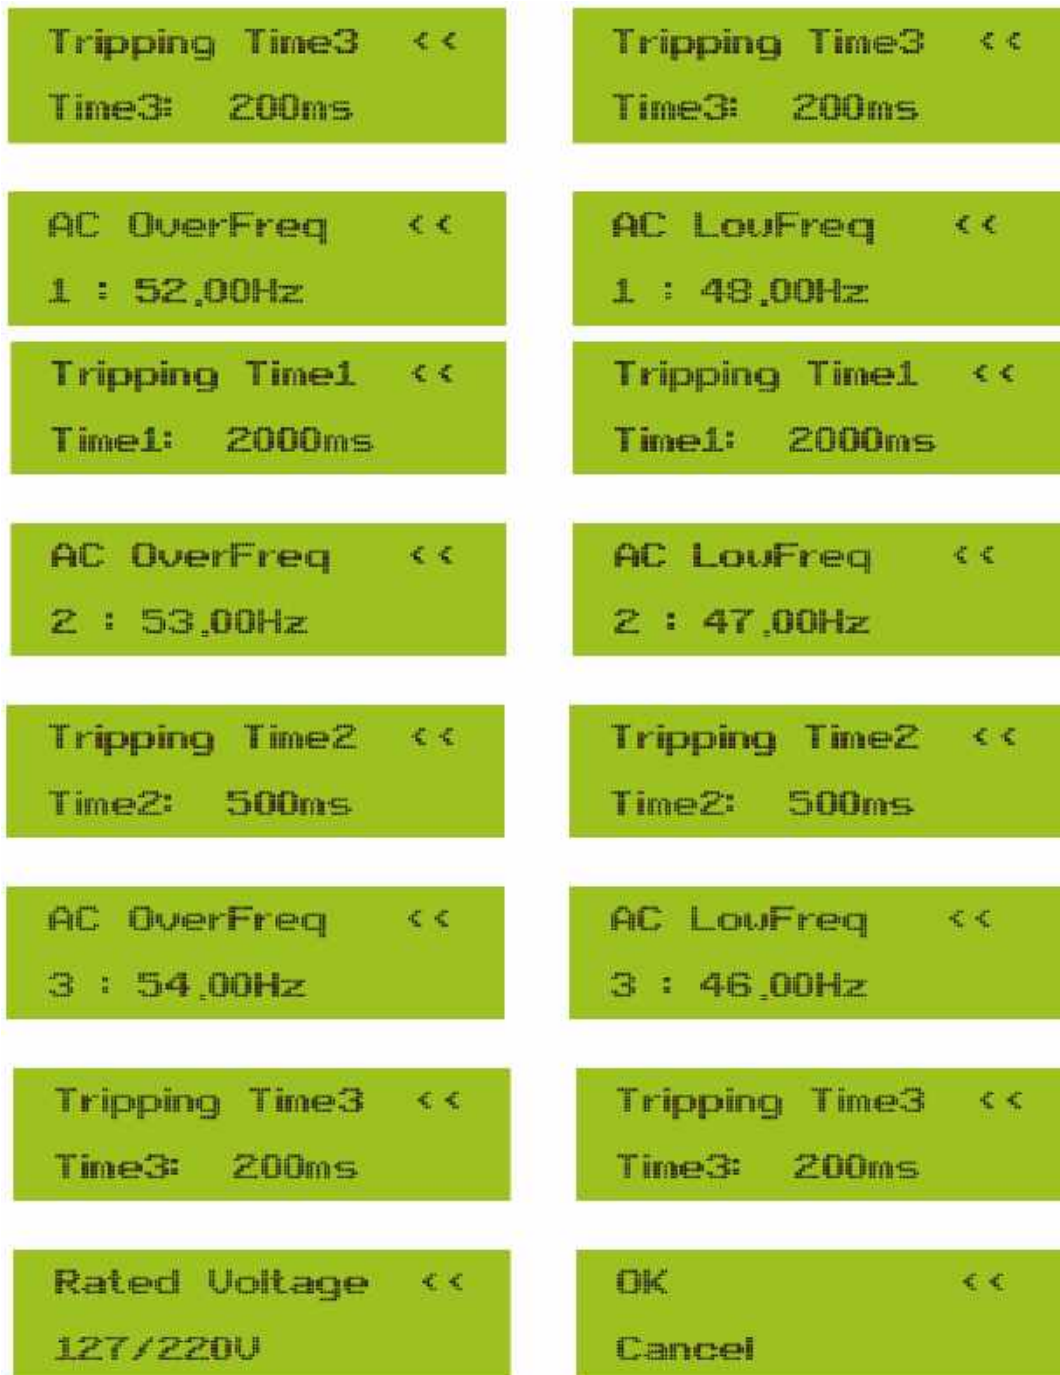 Tripping Time3 <<
Time3: 200ms
Tripping Time3 <<
Time3: 200ms
AC OverFreq <<
1 : 52.00Hz
AC LowFreq <<
1 : 48.00Hz
Tripping Time1 <<
Time1: 2000ms
Tripping Time1 <<
Time1: 2000ms
AC OverFreq <<
2 : 53.00Hz
AC LowFreq <<
2 : 47.00Hz
Tripping Time2 <<
Time2: 500ms
Tripping Time2 <<
Time2: 500ms
AC OverFreq <<
3 : 54.00Hz
AC LowFreq <<
3 : 46.00Hz
Tripping Time3 <<
Time3: 200ms
Tripping Time3 <<
Time3: 200ms
Rated Voltage <<
127/220V
OK <<
Cancel